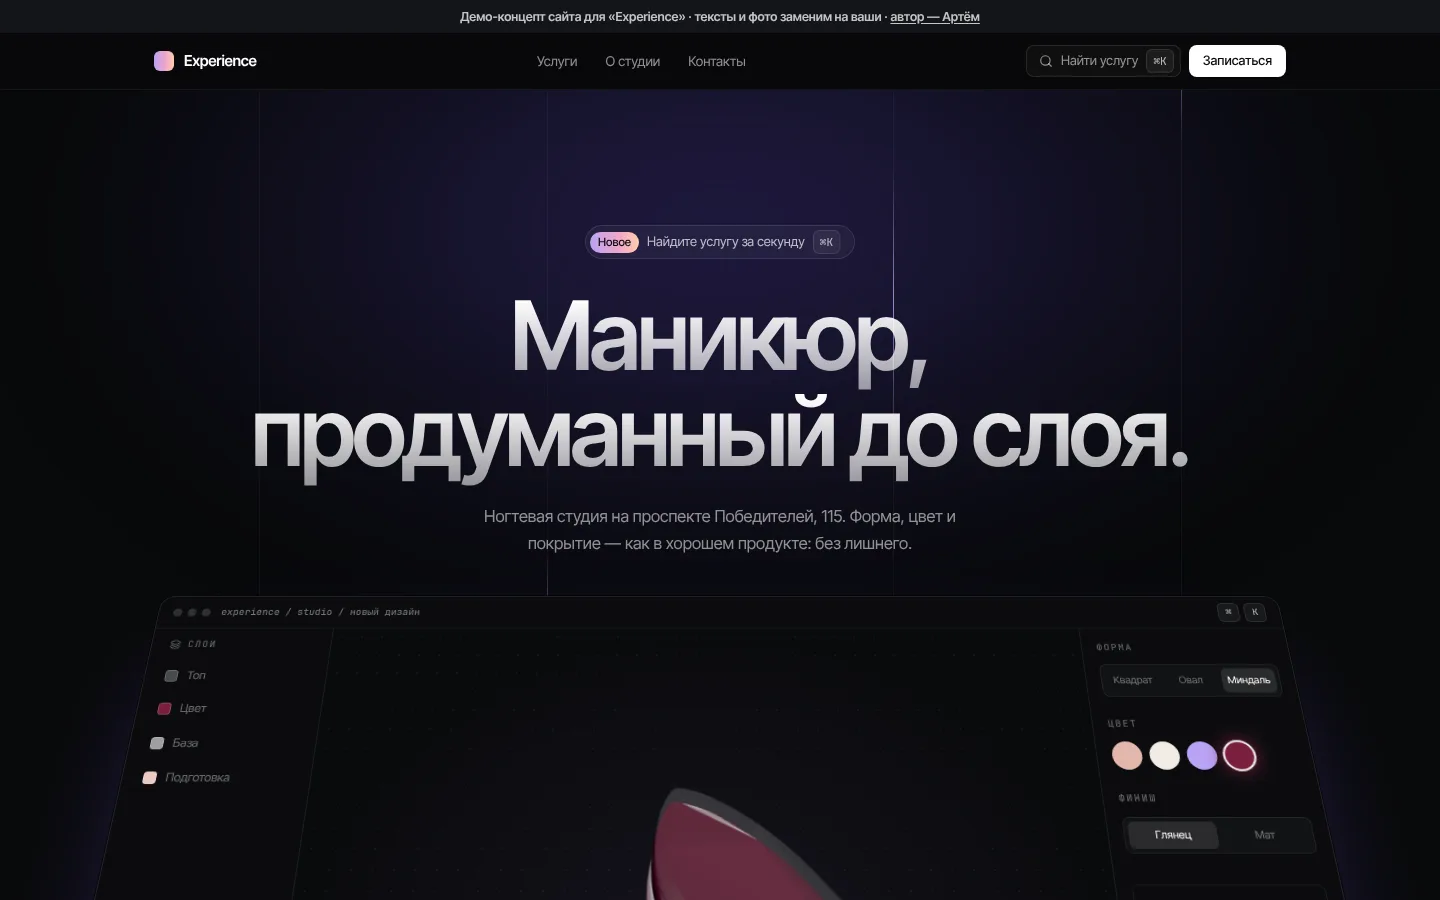 Демо-концепт сайта для «Experience» · тексты и фото заменим на ваши · автор — Артём
Experience
Услуги
О студии
Контакты
Найти услугу
⌘K
Записаться
Новое
Найдите услугу за секунду
⌘K
Маникюр,
продуманный до слоя.
Ногтевая студия на проспекте Победителей, 115. Форма, цвет и
покрытие — как в хорошем продукте: без лишнего.
experience / studio / новый дизайн
⌘
K
СЛОИ
Топ
Цвет
База
Подготовка
ФОРМА
Квадрат
Овал
Миндаль
ЦВЕТ
ФИНИШ
Глянец
Мат